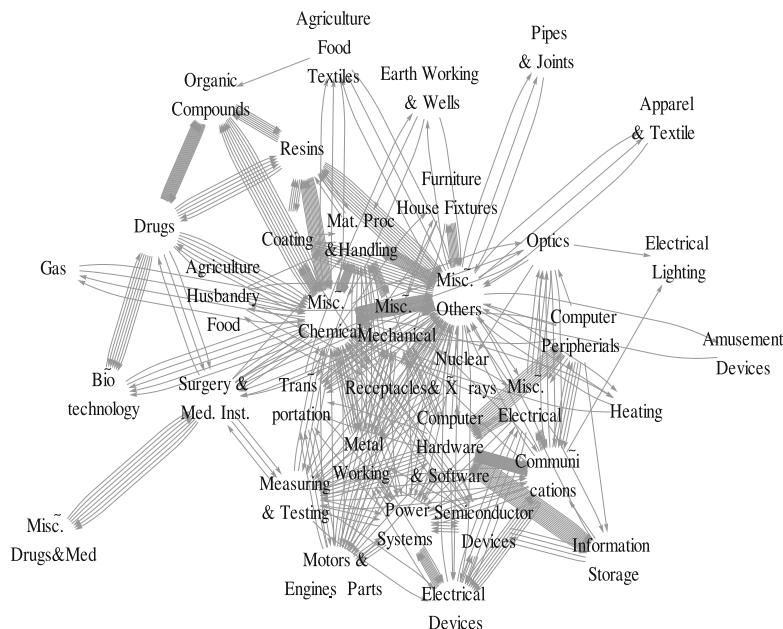 Agriculture
Food
Textiles
Pipes
& Joints
Earth Working
& Wells
Organic
Compounds
Apparel
& Textile
Resins
Furniture
House Fixtures
Mat. Proc
&Handling
Drugs
Coating
Optics
Electrical
Lighting
Gas
Agriculture
Husbandry
Food
Misc.
Chemical
Misc.
Mechanical
Misc.
Others
Computer
Peripherials
Amusement
Devices
Bio
technology
Surgery &
Med. Inst.
Trans
portation
Receptacles
Nuclear
& X rays
Misc.
Electrical
Heating
Computer
Hardware
& Software
Metal
Working
Communi
cations
Measuring
& Testing
Power
Systems
Semiconductor
Devices
Misc.
Drugs&Med
Motors &
Engines Parts
Information
Storage
Electrical
Devices